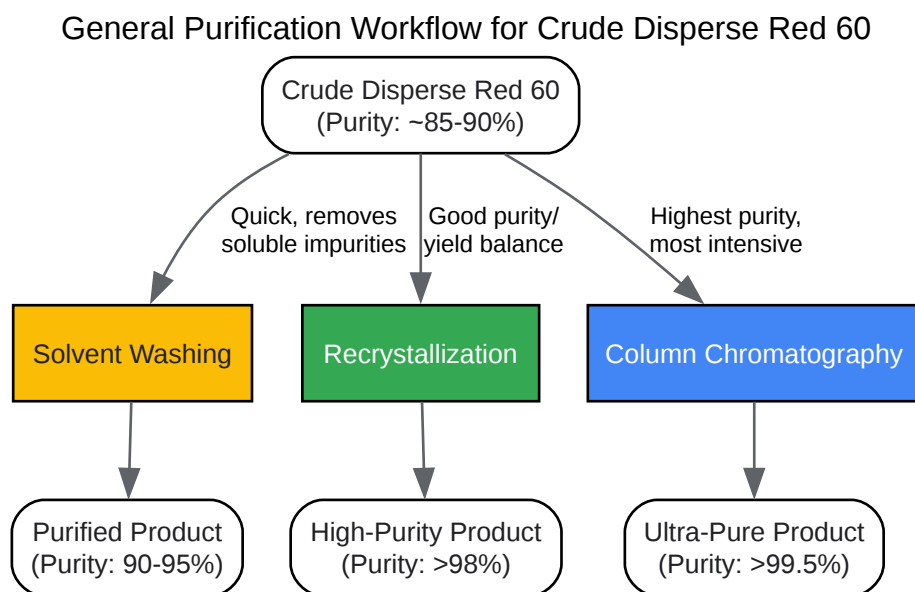 General Purification Workflow for Crude Disperse Red 60
Crude Disperse Red 60
(Purity: ~85-90%)
Quick, removes
soluble impurities
Good purity/
yield balance
Highest purity,
most intensive
Solvent Washing
Recrystallization
Column Chromatography
Purified Product
(Purity: 90-95%)
High-Purity Product
(Purity: >98%)
Ultra-Pure Product
(Purity: >99.5%)